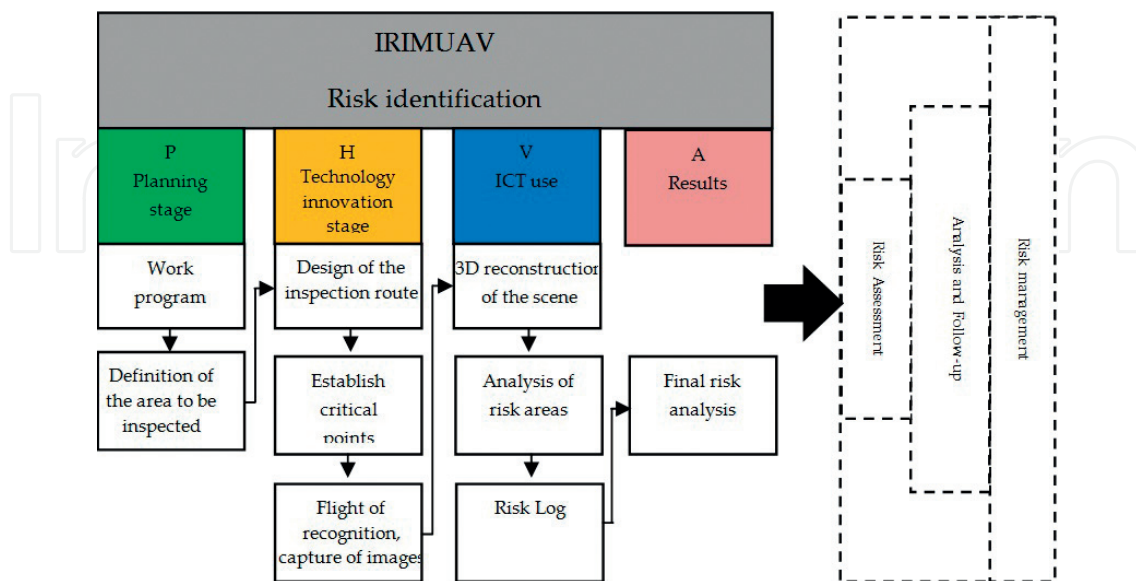 IRIMUAV
Risk identification
P
Planning
stage
H
Technology
innovation
stage
V
ICT use
A
Results
Work
program
Definition of
the area to be
inspected
Design of the
inspection route
Establish
critical
points
Flight of
recognition,
capture of images
3D reconstruction
of the scene
Analysis of
risk areas
Risk Log
Final risk
analysis
Risk Assessment
Analysis and Follow-up
Risk management